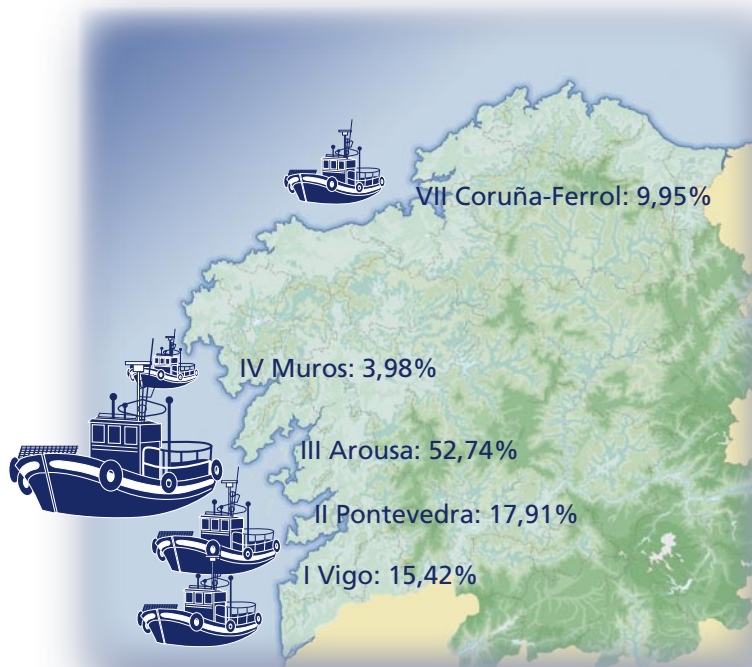 VII Coruña-Ferrol: 9,95%
IV Muros: 3,98%
III Arousa: 52,74%
II Pontevedra: 17,91%
I Vigo: 15,42%